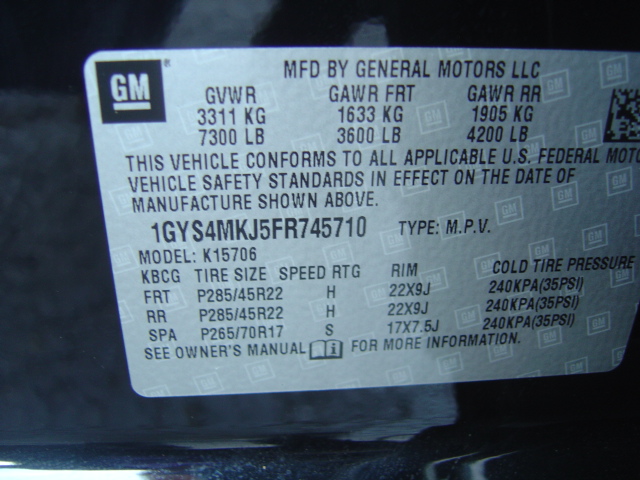 GM ®
MFD BY GENERAL MOTORS LLC
GVWR GAWR FRT GAWR RR
3311 KG 1633 KG 1905 KG
7300 LB 3600 LB 4200 LB
THIS VEHICLE CONFORMS TO ALL APPLICABLE U.S. FEDERAL MOTO
VEHICLE SAFETY STANDARDS IN EFFECT ON THE DATE OF
MANUFACTURE SHOWN ABOVE.
1GYS4MKJ5FR745710 TYPE: M.P.V.
MODEL: K15706
KBCG TIRE SIZE SPEED RTG RIM COLD TIRE PRESSURE
FRT P285/45R22 H 22X9J 240KPA(35PSI)
RR P285/45R22 H 22X9J 240KPA(35PSI)
SPA P265/70R17 S 17X7.5J 240KPA(35PSI)
SEE OWNER'S MANUAL FOR MORE INFORMATION.